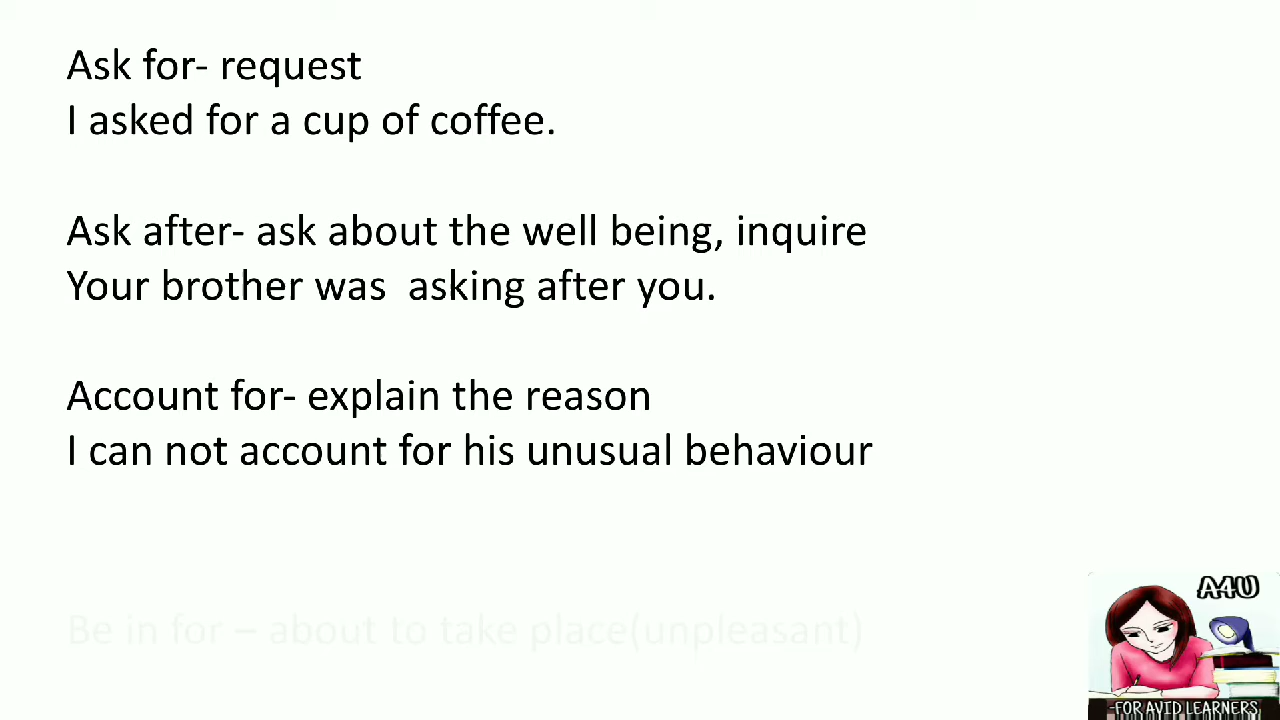 Ask for- request
I asked for a cup of coffee.
Ask after- ask about the well being, inquire
Your brother was  asking after you.
Account for- explain the reason
I can not account for his unusual behaviour
Be in for – about to take place(unpleasant)
A4U
-FOR AVID LEARNERS